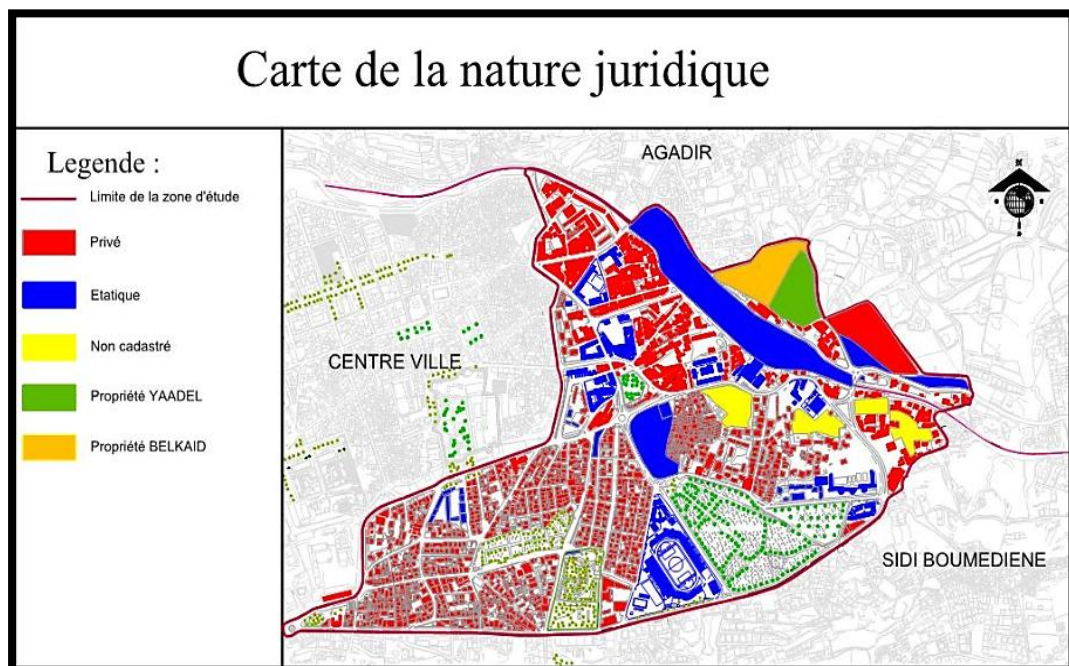 Carte de la nature juridique
Legende :
Limite de la zone d'étude
Privé
Etatique
Non cadastré
Propriété YAADEL
Propriété BELKAID
AGADIR
CENTRE VILLE
SIDI BOUMEDIENE